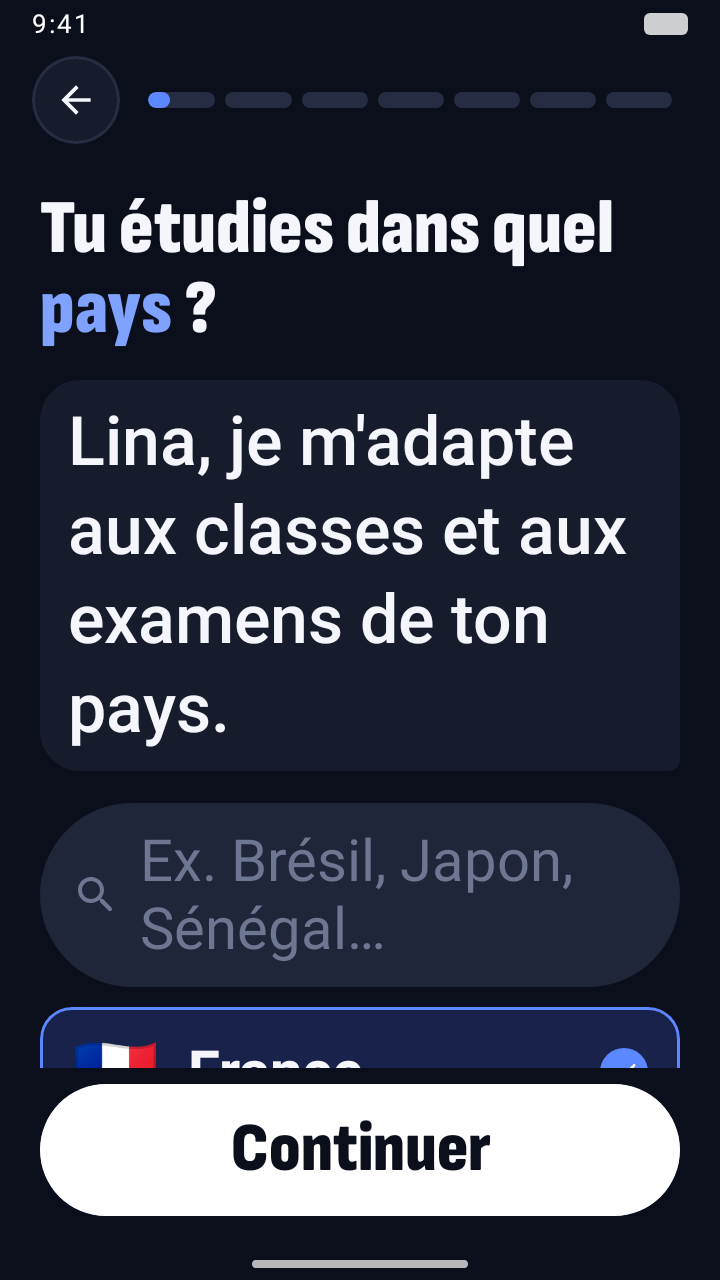 9:41
Tu étudies dans quel
pays ?
Lina, je m'adapte
aux classes et aux
examens de ton
pays.
Ex. Brésil, Japon,
Sénégal…
France
Continuer